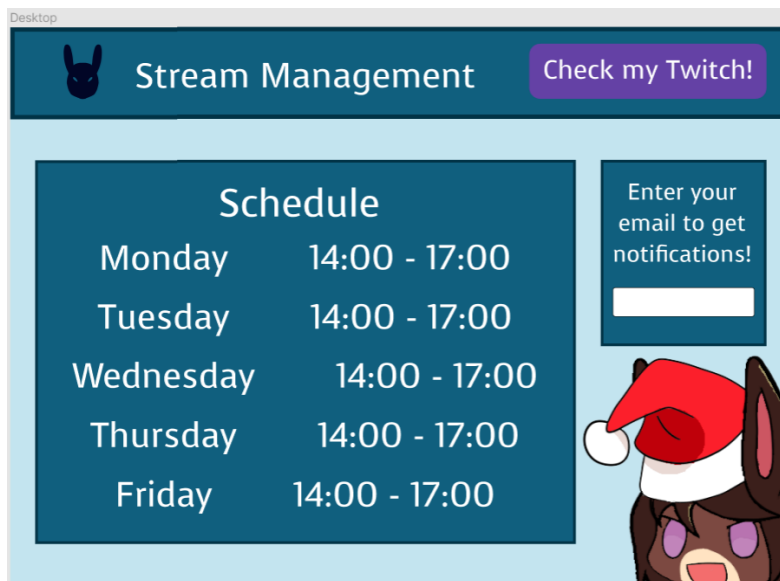 Desktop
Stream Management
Check my Twitch!
Schedule
Monday 14:00 - 17:00
Tuesday 14:00 - 17:00
Wednesday 14:00 - 17:00
Thursday 14:00 - 17:00
Friday 14:00 - 17:00
Enter your
email to get
notifications!